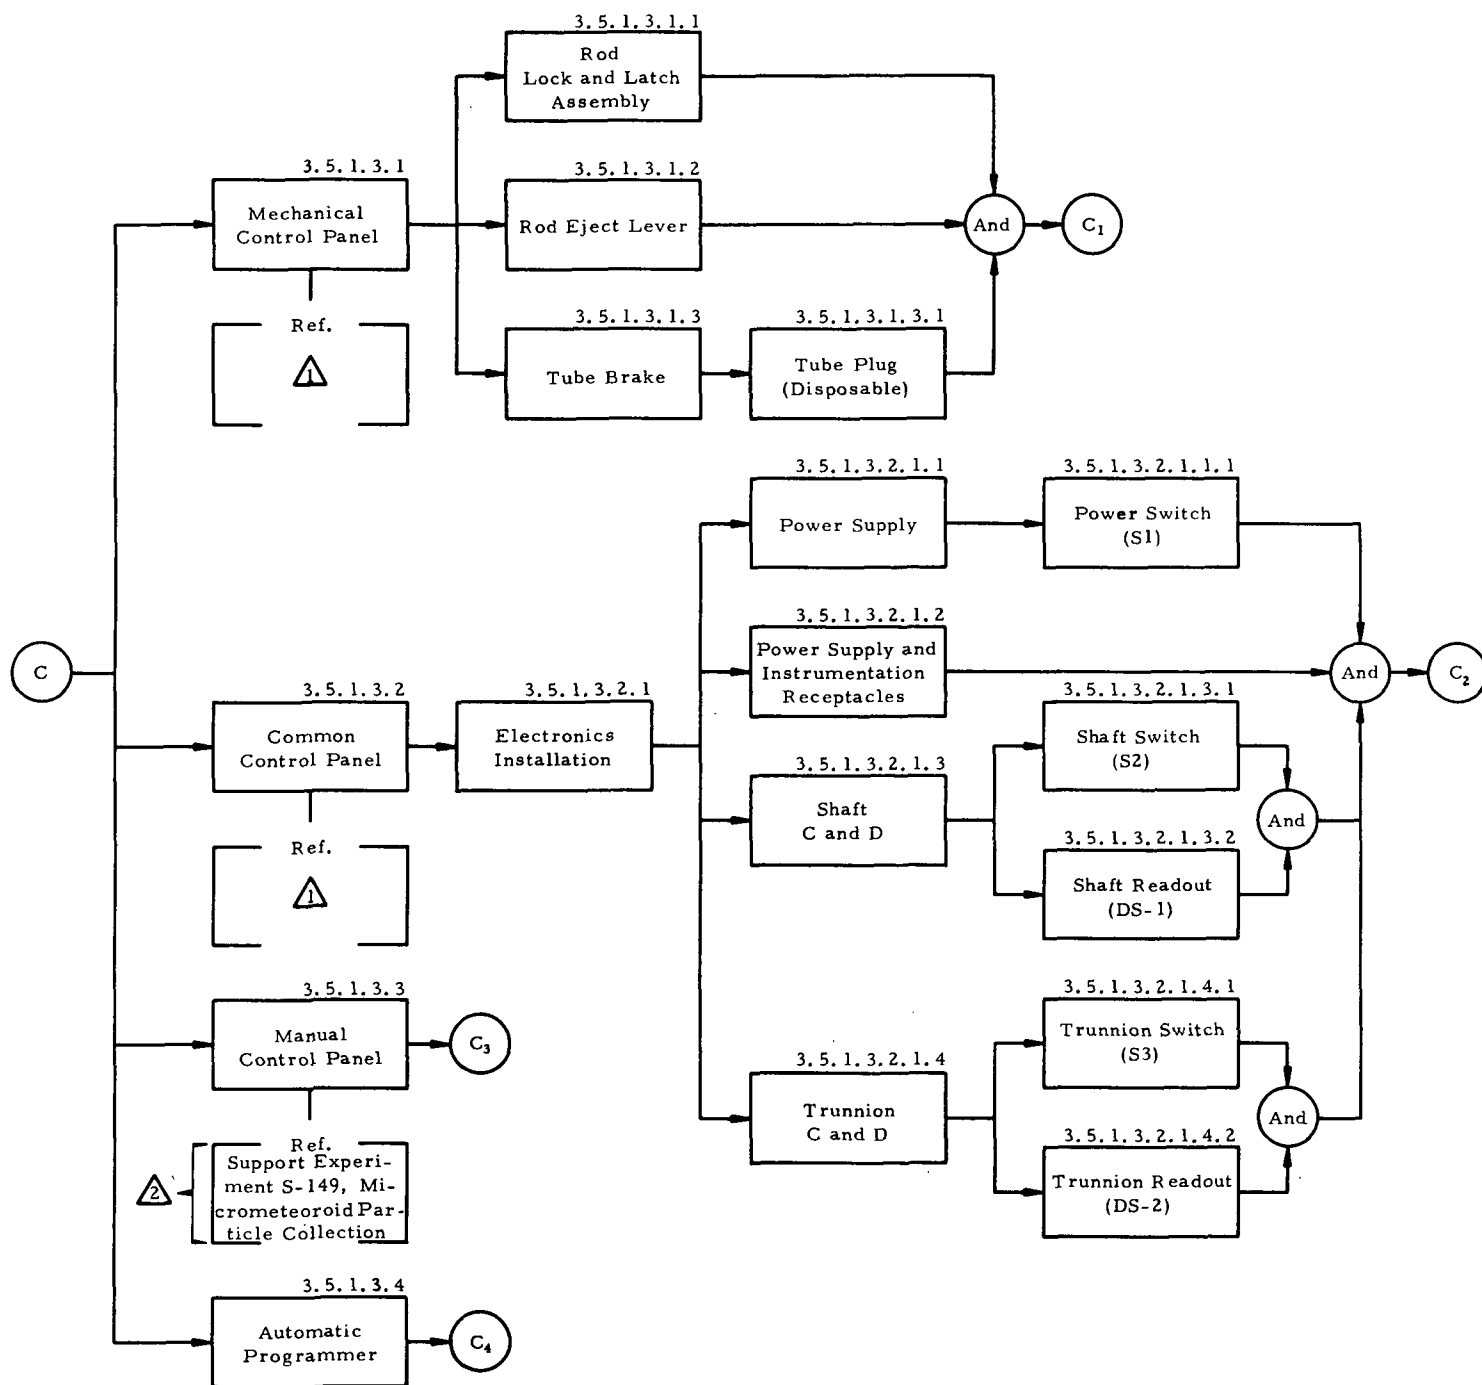 3.5.1.3.1.1
Rod
Lock and Latch
Assembly
3.5.1.3.1
Mechanical
Control Panel
3.5.1.3.1.2
Rod Eject Lever
And
C1
Ref.
1
3.5.1.3.1.3
Tube Brake
3.5.1.3.1.3.1
Tube Plug
(Disposable)
3.5.1.3.2.1.1
Power Supply
3.5.1.3.2.1.1.1
Power Switch
(S1)
3.5.1.3.2.1.2
Power Supply and
Instrumentation
Receptacles
And
C2
C
3.5.1.3.2
Common
Control Panel
3.5.1.3.2.1
Electronics
Installation
3.5.1.3.2.1.3
Shaft
C and D
3.5.1.3.2.1.3.1
Shaft Switch
(S2)
And
3.5.1.3.2.1.3.2
Shaft Readout
(DS-1)
Ref.
1
3.5.1.3.3
Manual
Control Panel
C3
3.5.1.3.2.1.4
Trunnion
C and D
3.5.1.3.2.1.4.1
Trunnion Switch
(S3)
And
3.5.1.3.2.1.4.2
Trunnion Readout
(DS-2)
2
Ref.
Support Experi-
ment S-149, Mi-
crometeoroid Par-
ticle Collection
3.5.1.3.4
Automatic
Programmer
C4